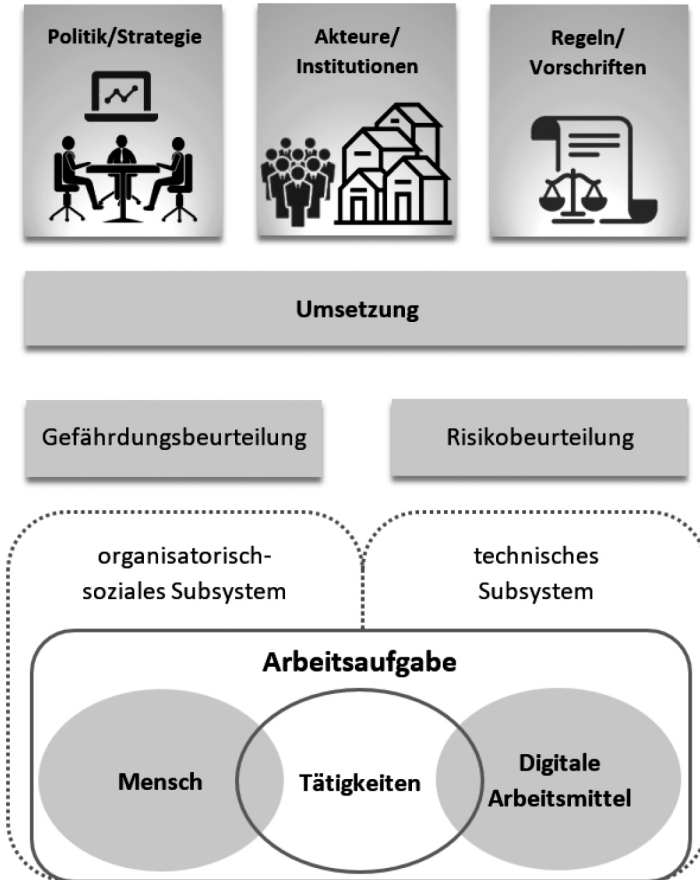 Politik/Strategie
Akteure/
Institutionen
Regeln/
Vorschriften
Umsetzung
Gefährdungsbeurteilung
Risikobeurteilung
organisatorisch-
soziales Subsystem
technisches
Subsystem
Arbeitsaufgabe
Mensch
Tätigkeiten
Digitale
Arbeitsmittel